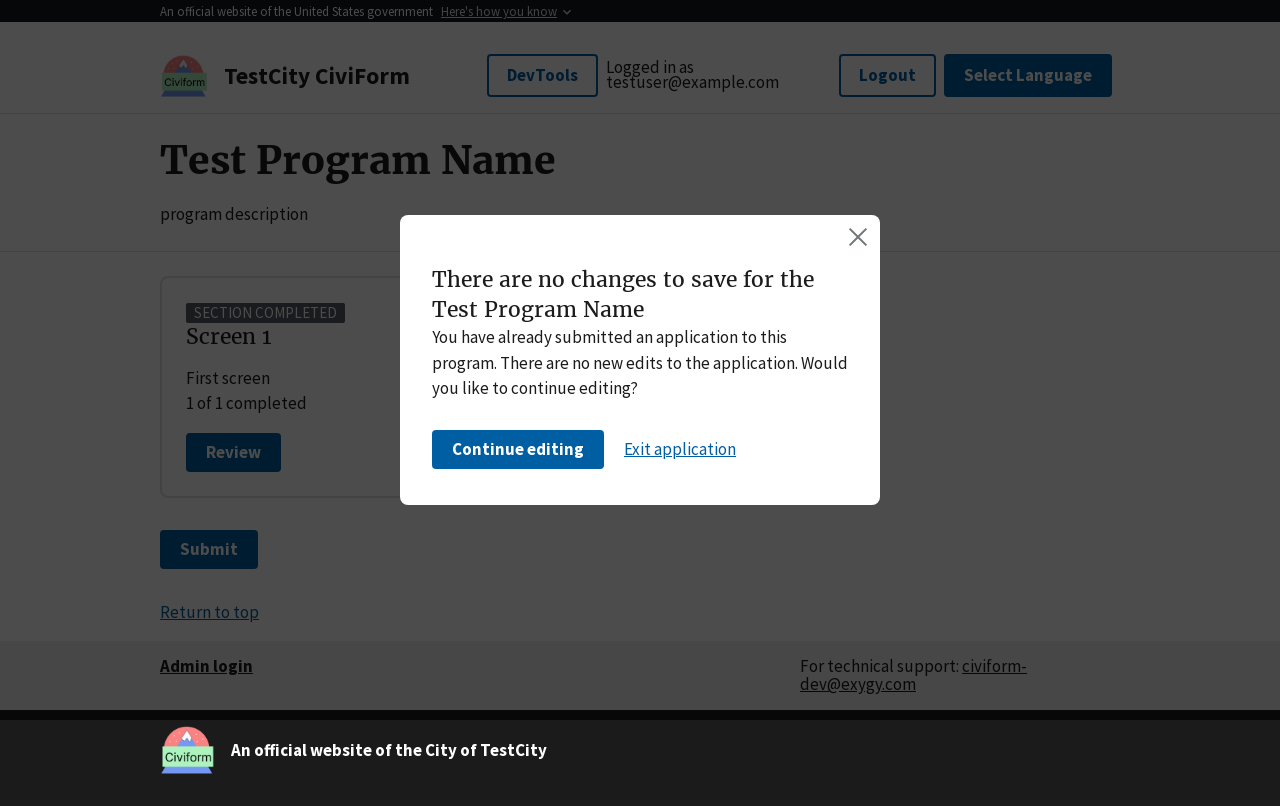 An official website of the United States government Here's how you know
Civiform
TestCity CiviForm
DevTools
Logged in as
testuser@example.com
Logout
Select Language
Test Program Name
program description
There are no changes to save for the
Test Program Name
You have already submitted an application to this
program. There are no new edits to the application. Would
you like to continue editing?
Continue editing
Exit application
SECTION COMPLETED
Screen 1
First screen
1 of 1 completed
Review
Submit
Return to top
Admin login
For technical support: civiform-
dev@exygy.com
Civiform
An official website of the City of TestCity